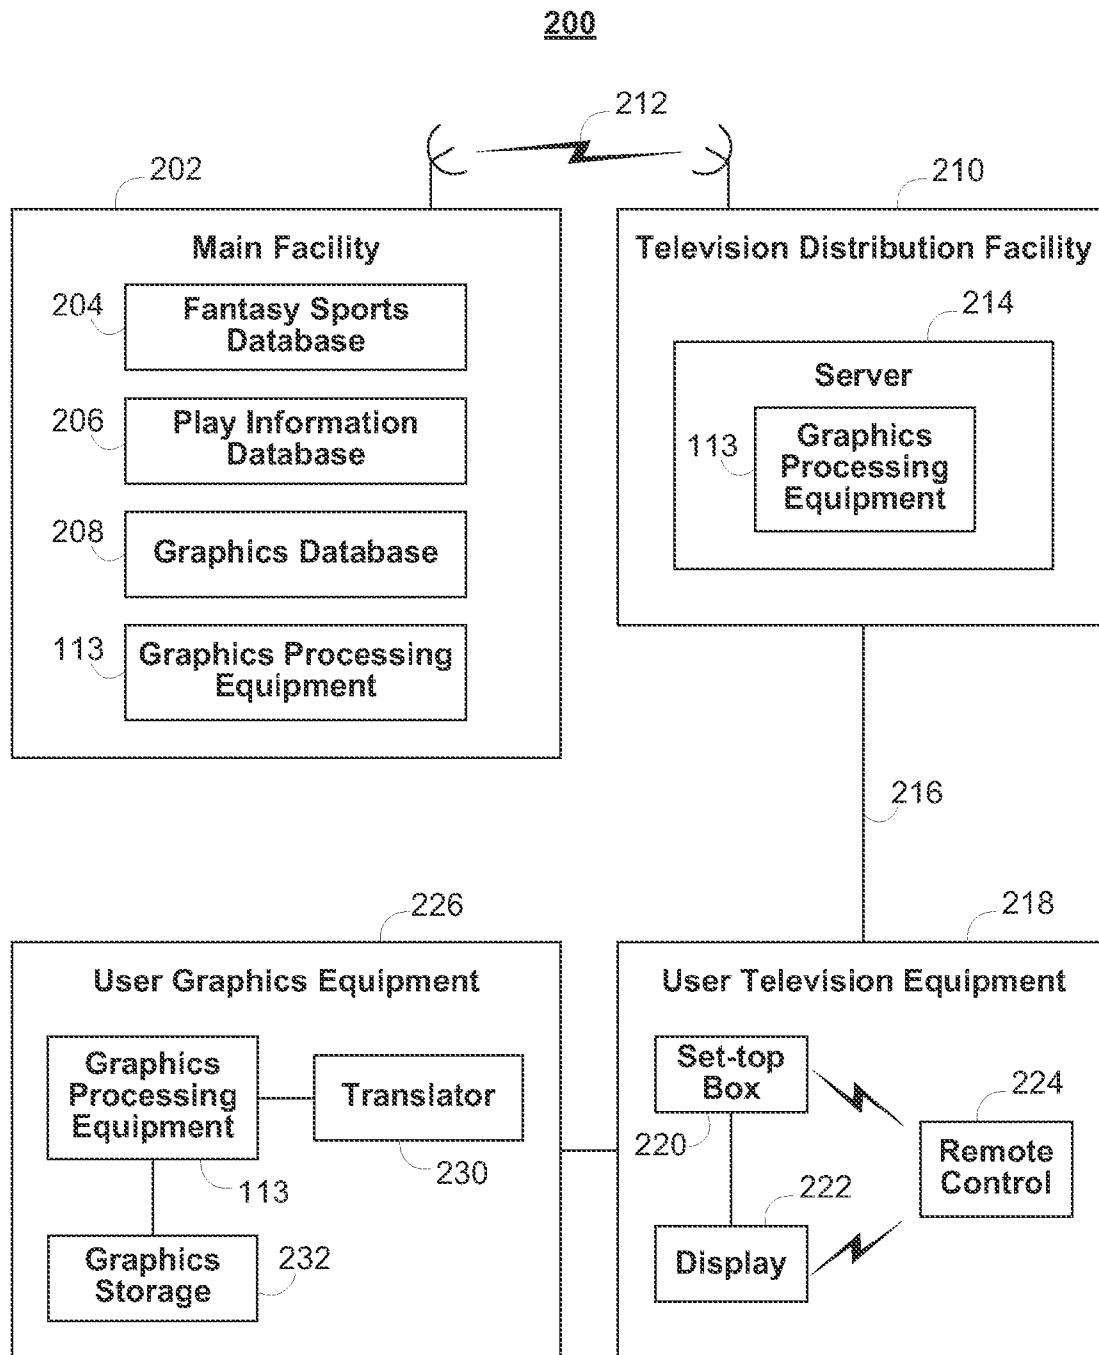 200
212
202
210
Main Facility
204
Fantasy Sports
Database
206
Play Information
Database
208
Graphics Database
113
Graphics Processing
Equipment
Television Distribution Facility
214
Server
113
Graphics
Processing
Equipment
216
226
User Graphics Equipment
Graphics
Processing
Equipment
113
Translator
230
Graphics
Storage
232
218
User Television Equipment
Set-top
Box
220
222
Display
224
Remote
Control